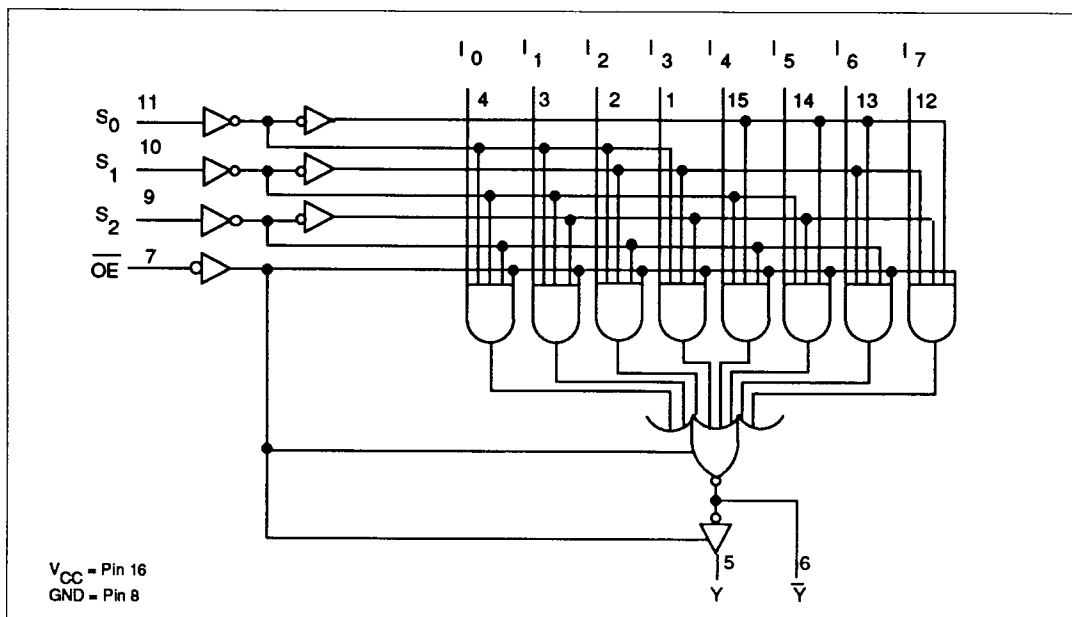 I0 I1 I2 I3 I4 I5 I6 I7
4 3 2 1 15 14 13 12
S0 11
S1 10
S2 9
OE 7
5 6
Y Y
VCC = Pin 16
GND = Pin 8